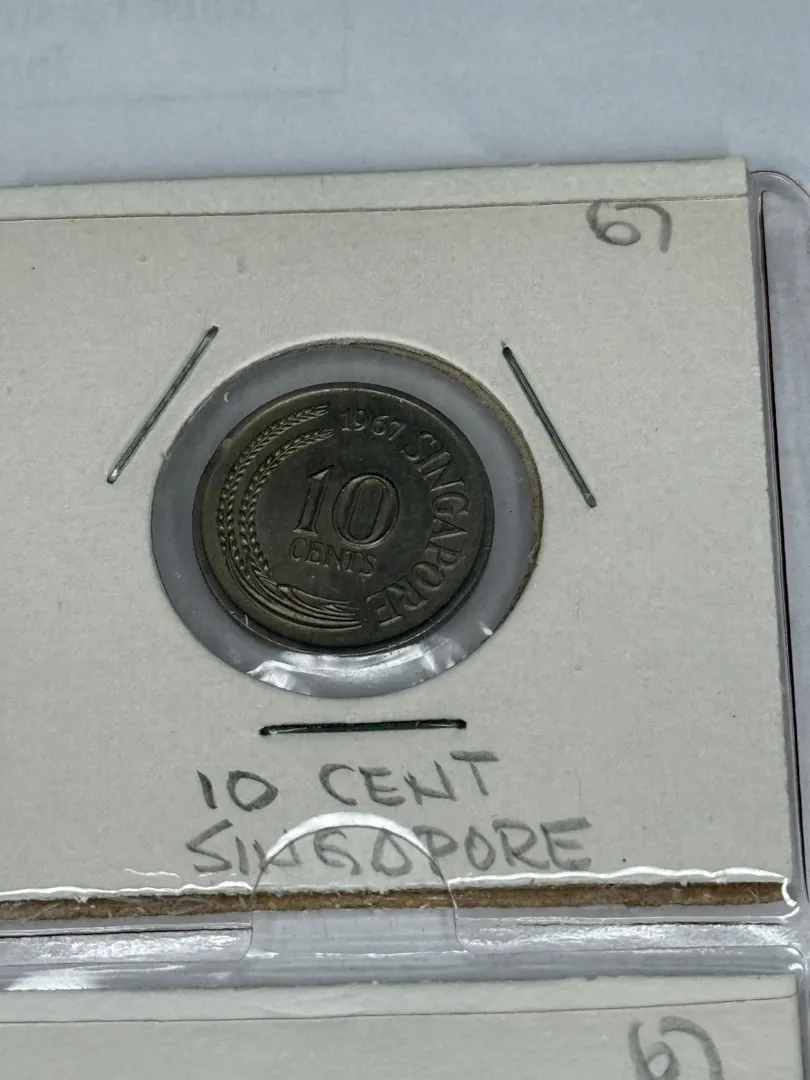 67
1967 SINGAPORE
10
CENTS
10 CENT
SINGAPORE
67